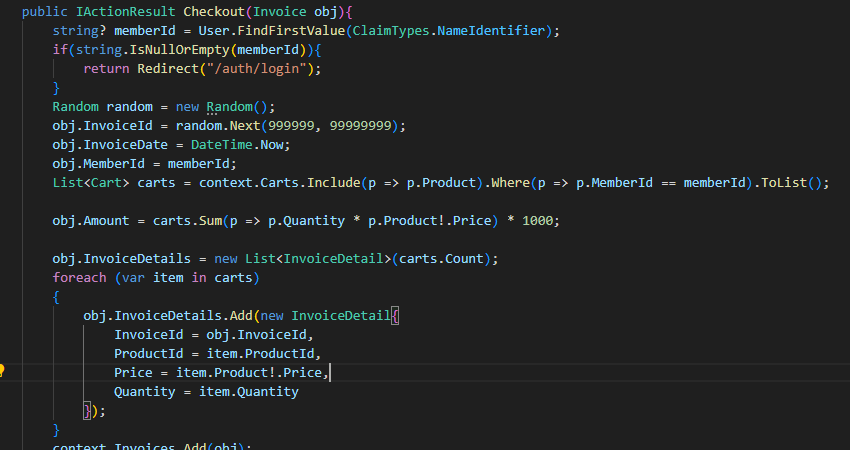 public IActionResult Checkout(Invoice obj){
string? memberId = User.FindFirstValue(ClaimTypes.NameIdentifier);
if(string.IsNullOrEmpty(memberId)){
return Redirect("/auth/login");
}
Random random = new Random();
obj.InvoiceId = random.Next(999999, 99999999);
obj.InvoiceDate = DateTime.Now;
obj.MemberId = memberId;
List<Cart> carts = context.Carts.Include(p => p.Product).Where(p => p.MemberId == memberId).ToList();
obj.Amount = carts.Sum(p => p.Quantity * p.Product!.Price) * 1000;
obj.InvoiceDetails = new List<InvoiceDetail>(carts.Count);
foreach (var item in carts)
{
obj.InvoiceDetails.Add(new InvoiceDetail{
InvoiceId = obj.InvoiceId,
ProductId = item.ProductId,
Price = item.Product!.Price,
Quantity = item.Quantity
});
}
context.Invoices.Add(obj);